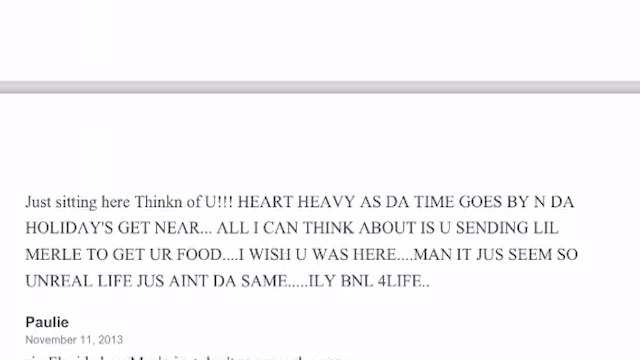 Just sitting here Thinkn of U!!! HEART HEAVY AS DA TIME GOES BY N DA
HOLIDAY'S GET NEAR... ALL I CAN THINK ABOUT IS U SENDING LIL
MERLE TO GET UR FOOD....I WISH U WAS HERE....MAN IT JUS SEEM SO
UNREAL LIFE JUS AINT DA SAME.....ILY BNL 4LIFE..
Paulie
November 11, 2013